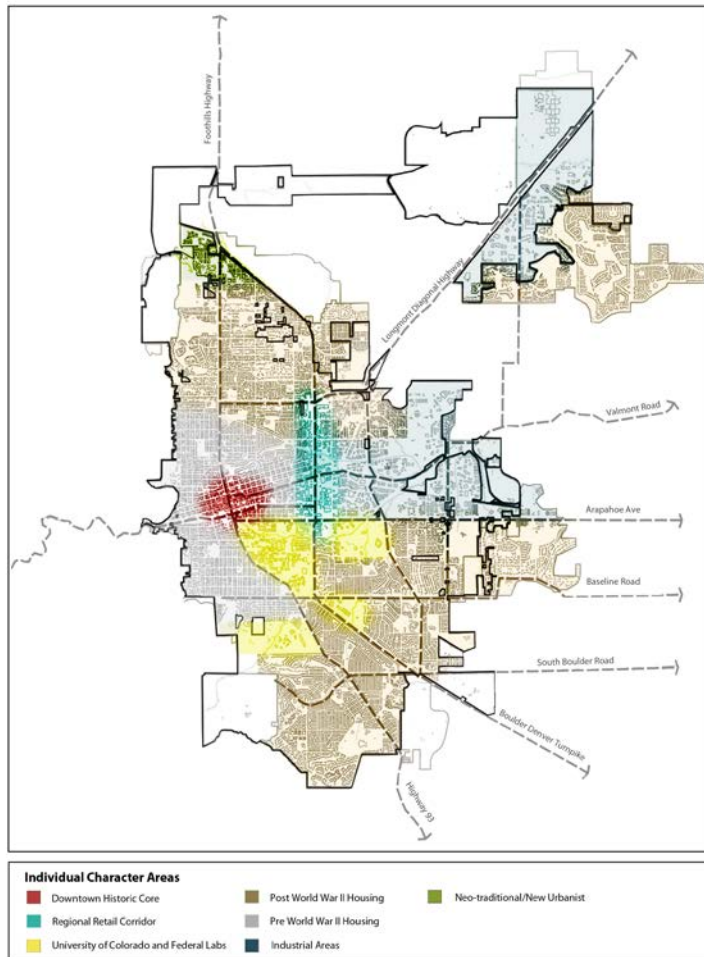 Foothills Highway
Longmont Diagonal Highway
Valmont Road
Arapahoe Ave
Baseline Road
South Boulder Road
Boulder Denver Turnpike
Highway 93
Individual Character Areas
Downtown Historic Core
Post World War II Housing
Neo-traditional/New Urbanist
Regional Retail Corridor
Pre World War II Housing
University of Colorado and Federal Labs
Industrial Areas